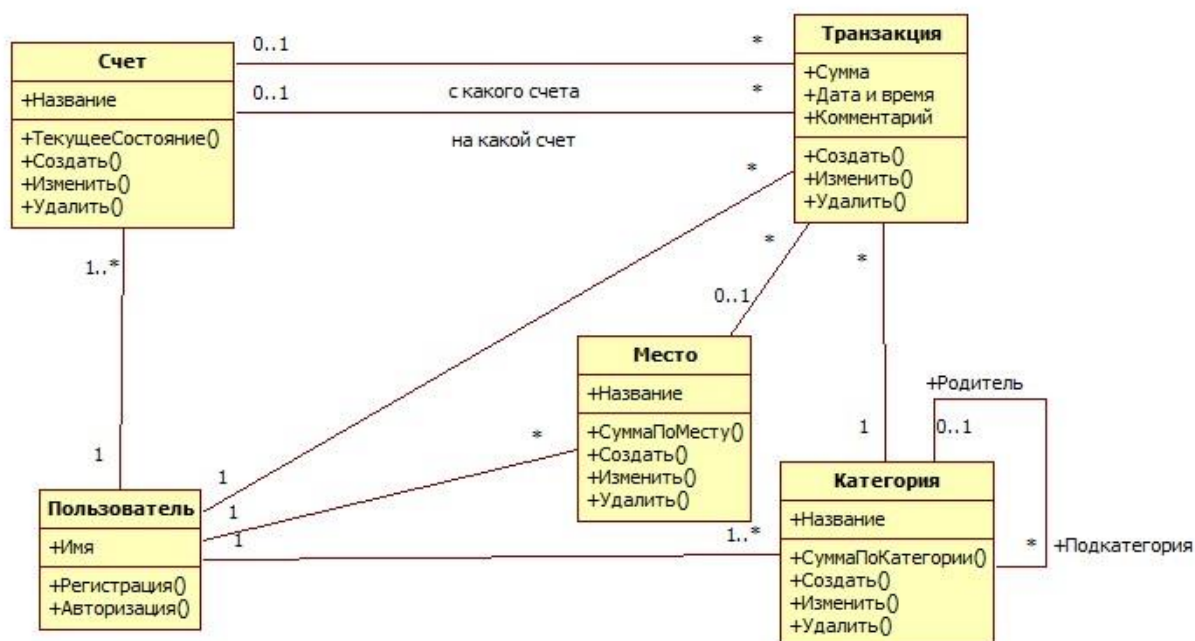 Счет
+Название
+ТекущееСостояние()
+Создать()
+Изменить()
+Удалить()
0..1
*
0..1
с какого счета
*
на какой счет
Транзакция
+Сумма
+Дата и время
+Комментарий
+Создать()
+Изменить()
+Удалить()
*
*
*
1..*
0..1
Место
+Название
+СуммаПоМесту()
+Создать()
+Изменить()
+Удалить()
+Родитель
0..1
1
*
1
1
1
1
1..*
Пользователь
+Имя
+Регистрация()
+Авторизация()
Категория
+Название
+СуммаПоКатегории()
+Создать()
+Изменить()
+Удалить()
*
+Подкатегория